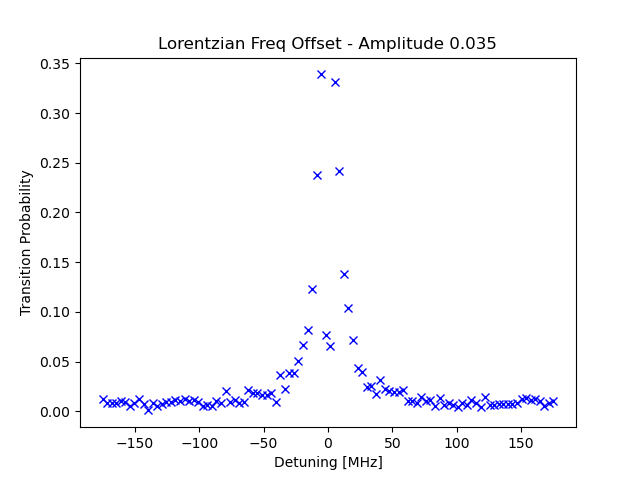 Lorentzian Freq Offset - Amplitude 0.035
0.35
0.30
0.25
0.20
0.15
0.10
0.05
0.00
Transition Probability
−150 −100 −50 0 50 100 150
Detuning [MHz]